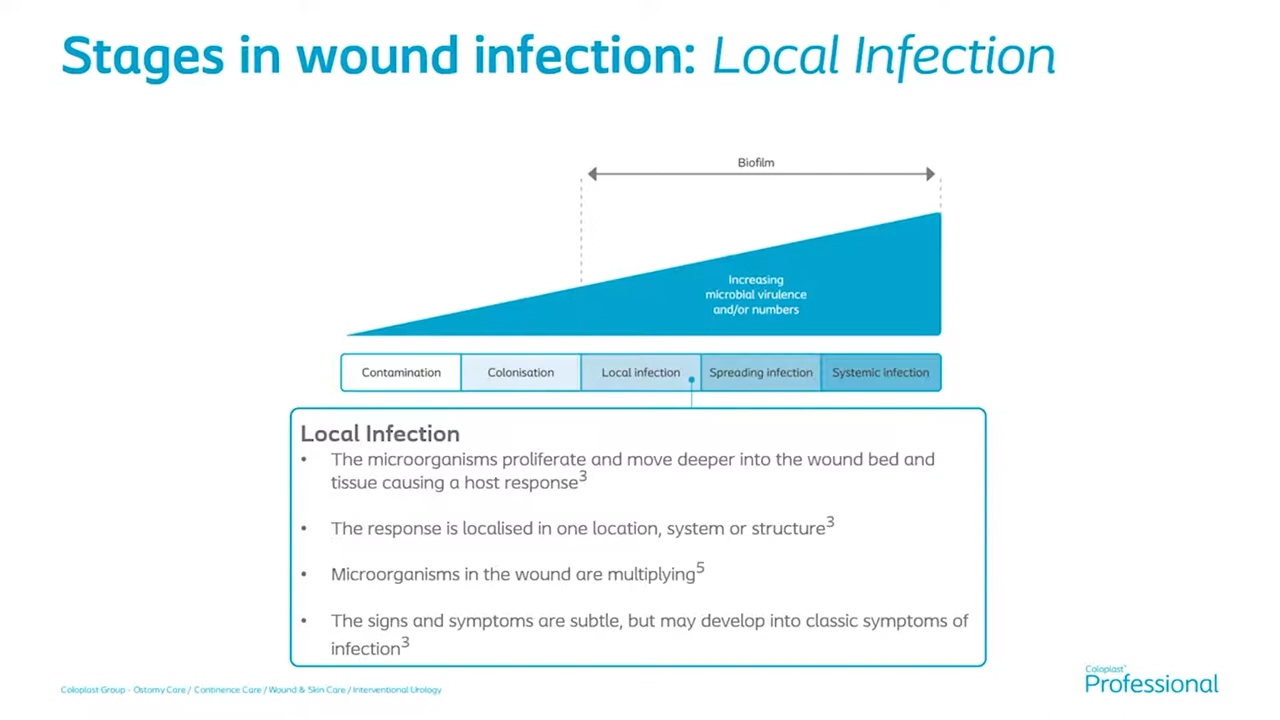 Stages in wound infection: Local Infection
Biofilm
Increasing
microbial virulence
and/or numbers
Contamination
Colonisation
Local infection
Spreading infection
Systemic infection
Local Infection
• The microorganisms proliferate and move deeper into the wound bed and
tissue causing a host response3
• The response is localised in one location, system or structure3
• Microorganisms in the wound are multiplying5
• The signs and symptoms are subtle, but may develop into classic symptoms of
infection3
Coloplast Group - Ostomy Care / Continence Care / Wound & Skin Care / Interventional Urology
Coloplast
Professional